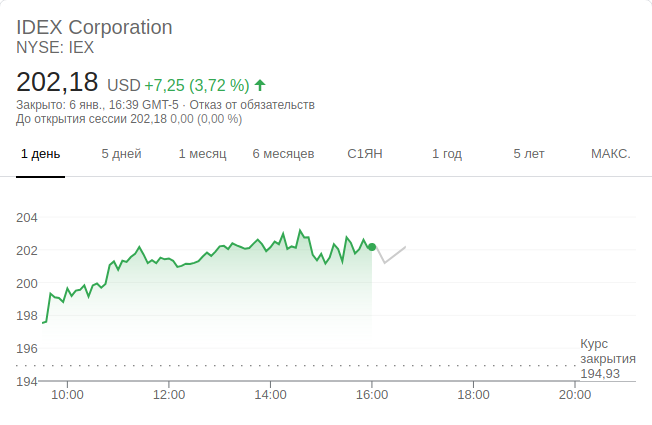 IDEX Corporation
NYSE: IEX
202,18 USD +7,25 (3,72 %)
Закрыто: 6 янв., 16:39 GMT-5 · Отказ от обязательств
До открытия сессии 202,18 0,00 (0,00 %)
1 день 5 дней 1 месяц 6 месяцев С1ЯН 1 год 5 лет МАКС.
204
202
200
198
196
194
Курс
закрытия
194,93
10:00 12:00 14:00 16:00 18:00 20:00